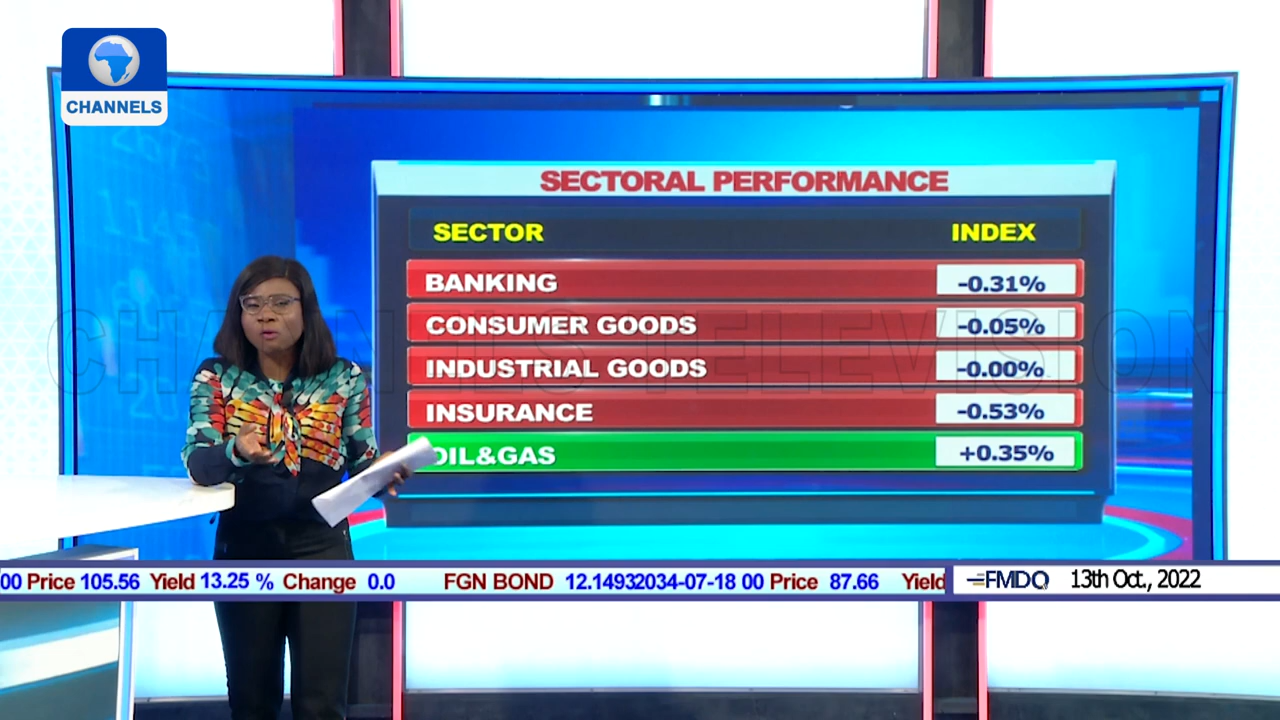 CHANNELS
SECTORAL PERFORMANCE
SECTOR INDEX
BANKING -0.31%
CONSUMER GOODS -0.05%
INDUSTRIAL GOODS -0.00%
INSURANCE -0.53%
OIL&GAS +0.35%
CHANNELS TELEVISION
00 Price 105.56 Yield 13.25 % Change 0.0 FGN BOND 12.14932034-07-18 00 Price 87.66 Yield
FMDQ 13th Oct., 2022